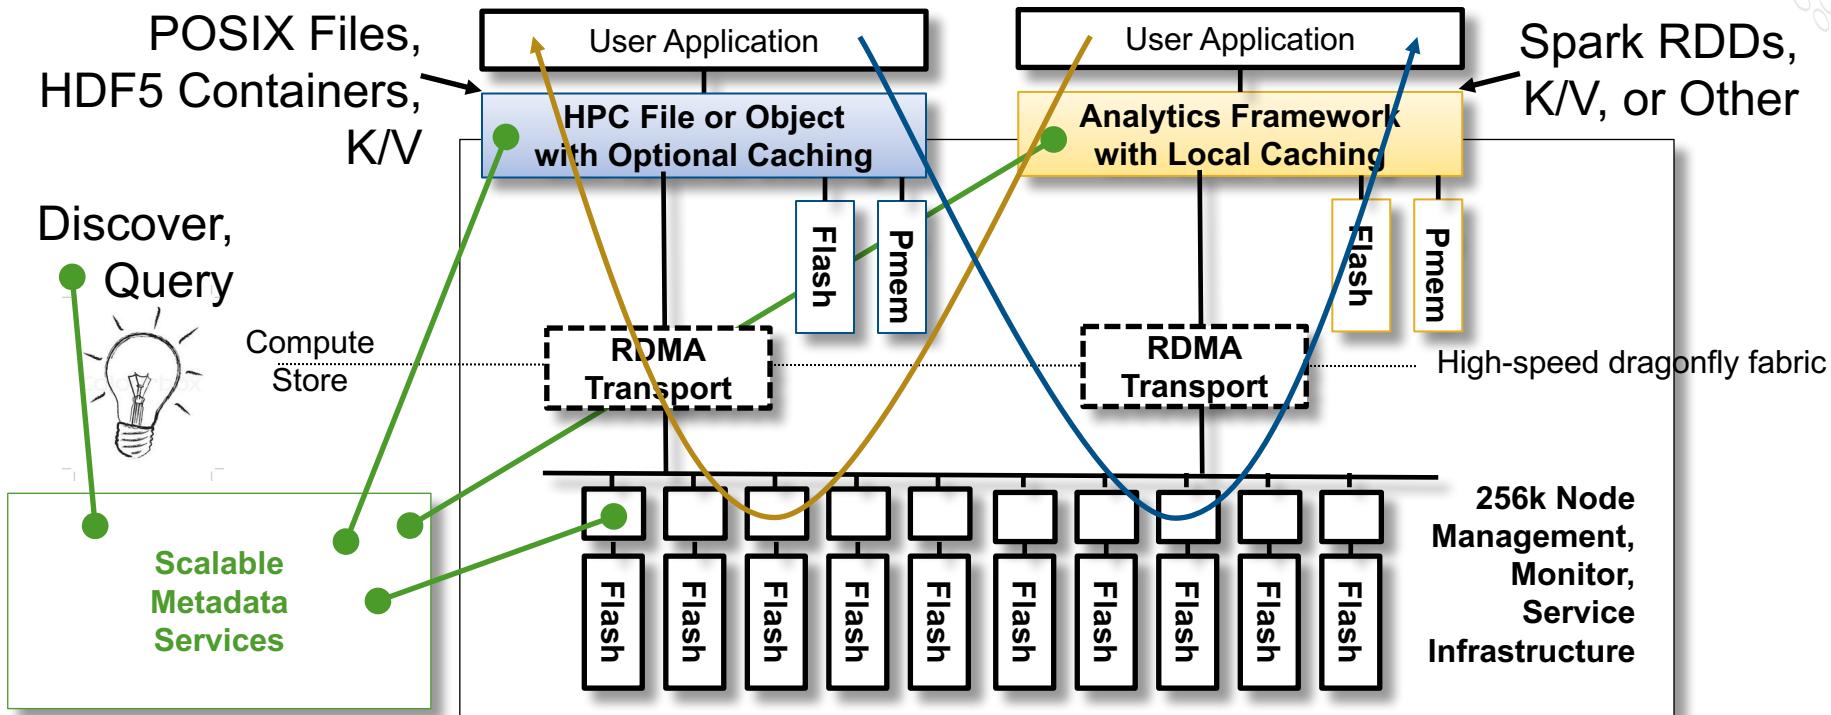 POSIX Files,
HDF5 Containers,
K/V
User Application
User Application
Spark RDDs,
K/V, or Other
HPC File or Object
with Optional Caching
Analytics Framework
with Local Caching
Flash
Pmem
Flash
Pmem
Discover,
Query
Compute
Store
RDMA
Transport
RDMA
Transport
High-speed dragonfly fabric
Scalable
Metadata
Services
Flash
Flash
Flash
Flash
Flash
Flash
Flash
Flash
Flash
Flash
256k Node
Management,
Monitor,
Service
Infrastructure